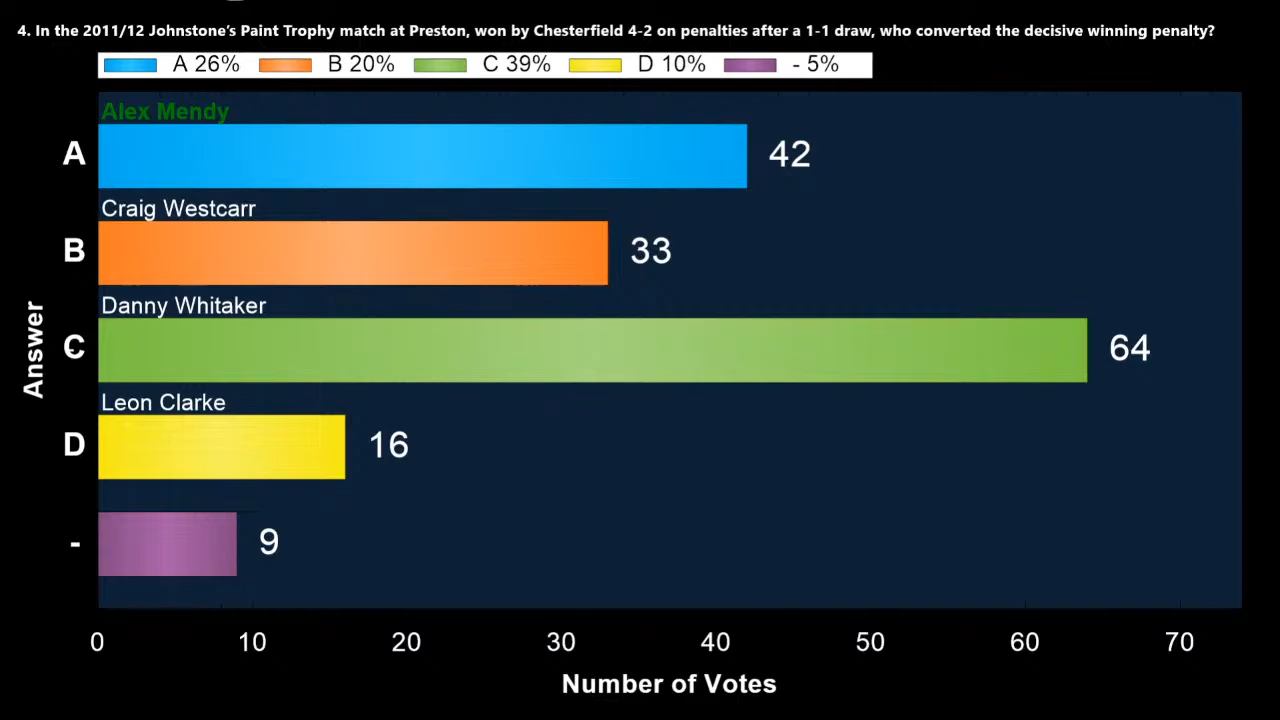 4. In the 2011/12 Johnstone's Paint Trophy match at Preston, won by Chesterfield 4-2 on penalties after a 1-1 draw, who converted the decisive winning penalty?
A 26% B 20% C 39% D 10% - 5%
Alex Mendy
A 42
Craig Westcarr
B 33
Danny Whitaker
C 64
Leon Clarke
D 16
- 9
Answer
0 10 20 30 40 50 60 70
Number of Votes